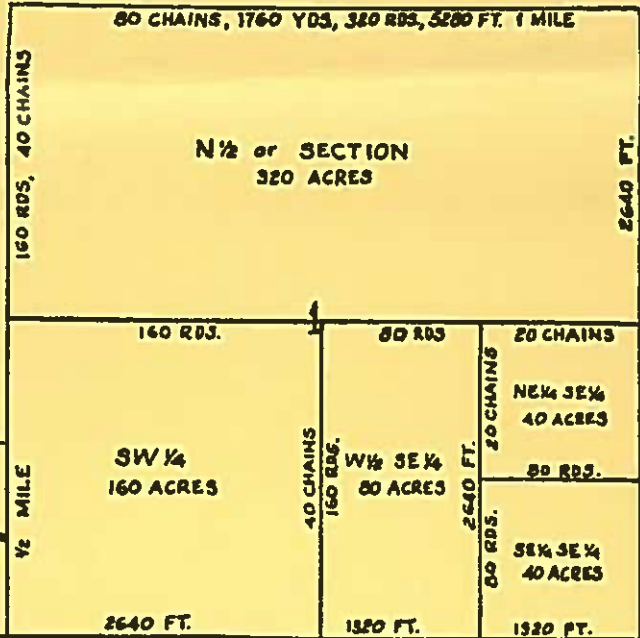 80 CHAINS, 1760 YDS, 320 RDS, 5280 FT. 1 MILE
160 RDS, 40 CHAINS
N½ or SECTION
320 ACRES
2640 FT.
160 RDS.
80 RDS
20 CHAINS
½ MILE
SW ¼
160 ACRES
2640 FT.
40 CHAINS
160 RDS.
W½ SE¼
80 ACRES
2640 FT.
1320 FT.
20 CHAINS
NE¼ SE¼
40 ACRES
80 RDS.
80 RDS.
SE¼ SE¼
40 ACRES
1320 FT.